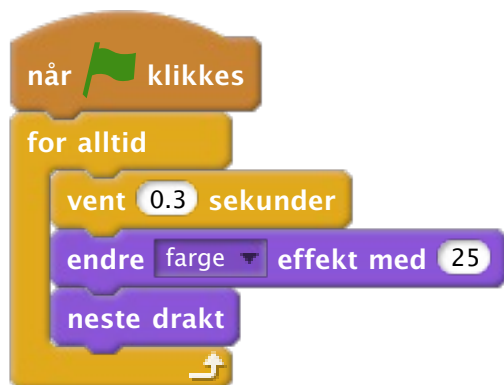 når klikkes
for alltid
vent 0.3 sekunder
endre farge effekt med 25
neste drakt